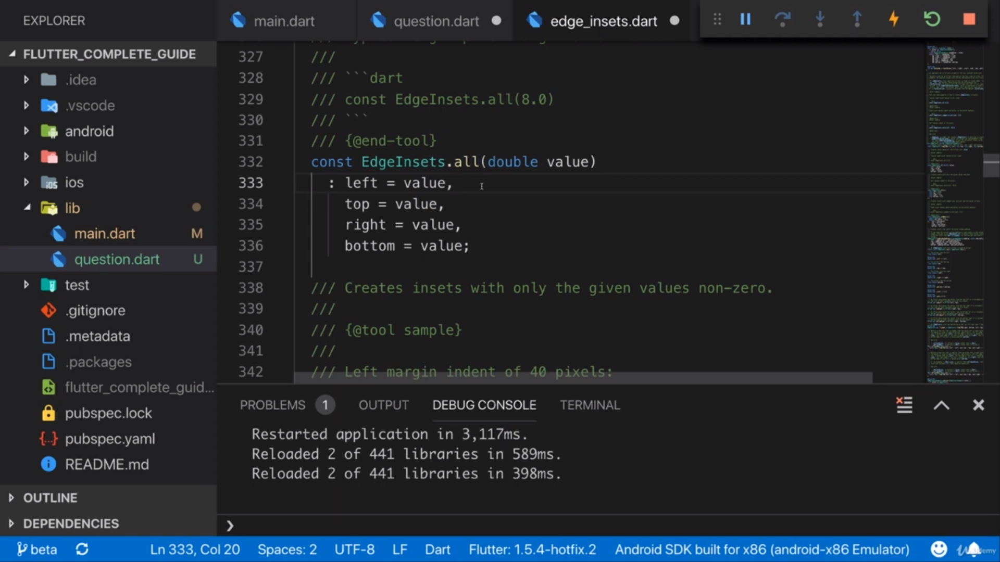 EXPLORER
FLUTTER_COMPLETE_GUIDE
.idea
.vscode
android
build
ios
lib
main.dart M
question.dart U
test
.gitignore
.metadata
.packages
flutter_complete_guid...
pubspec.lock
pubspec.yaml
README.md
OUTLINE
DEPENDENCIES
main.dart question.dart edge_insets.dart
327 ///
328 /// ```dart
329 /// const EdgeInsets.all(8.0)
330 /// ```
331 /// {@end-tool}
332 const EdgeInsets.all(double value)
333 : left = value,
334 top = value,
335 right = value,
336 bottom = value;
337
338 /// Creates insets with only the given values non-zero.
339 ///
340 /// {@tool sample}
341 ///
342 /// Left margin indent of 40 pixels:
PROBLEMS 1 OUTPUT DEBUG CONSOLE TERMINAL
Restarted application in 3,117ms.
Reloaded 2 of 441 libraries in 589ms.
Reloaded 2 of 441 libraries in 398ms.
beta Ln 333, Col 20 Spaces: 2 UTF-8 LF Dart Flutter: 1.5.4-hotfix.2 Android SDK built for x86 (android-x86 Emulator)